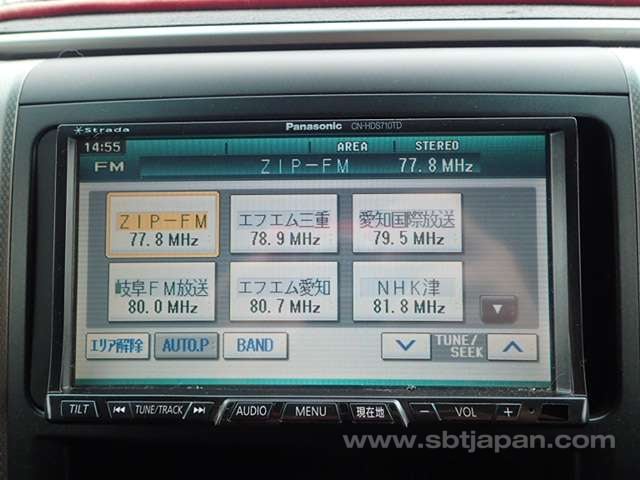 Strada Panasonic CN-HDS710TD
14:55 AREA STEREO
FM ZIP-FM 77.8 MHz
ZIP-FM エフエム三重 愛知国際放送
77.8 MHz 78.9 MHz 79.5 MHz
岐阜FM放送 エフエム愛知 NHK津
80.0 MHz 80.7 MHz 81.8 MHz
エリア解除 AUTO.P BAND TUNE/
SEEK
TILT TUNE/TRACK AUDIO MENU 現在地 − VOL +
www.sbtjapan.com